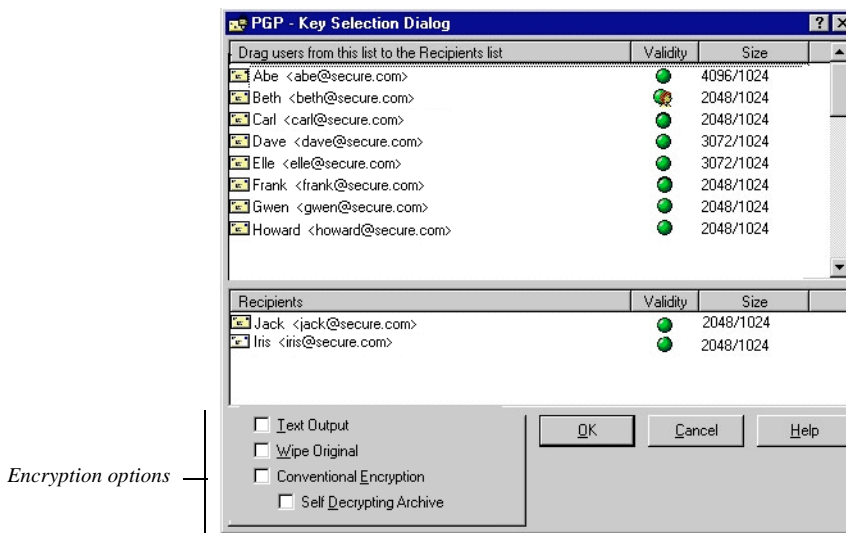 PGP - Key Selection Dialog
Drag users from this list to the Recipients list Validity Size
Abe <abe@secure.com> 4096/1024
Beth <beth@secure.com> 2048/1024
Carl <carl@secure.com> 2048/1024
Dave <dave@secure.com> 3072/1024
Elle <elle@secure.com> 3072/1024
Frank <frank@secure.com> 2048/1024
Gwen <gwen@secure.com> 2048/1024
Howard <howard@secure.com> 2048/1024
Recipients Validity Size
Jack <jack@secure.com> 2048/1024
Iris <iris@secure.com> 2048/1024
Text Output
Wipe Original
Conventional Encryption
Self Decrypting Archive
OK Cancel Help
Encryption options